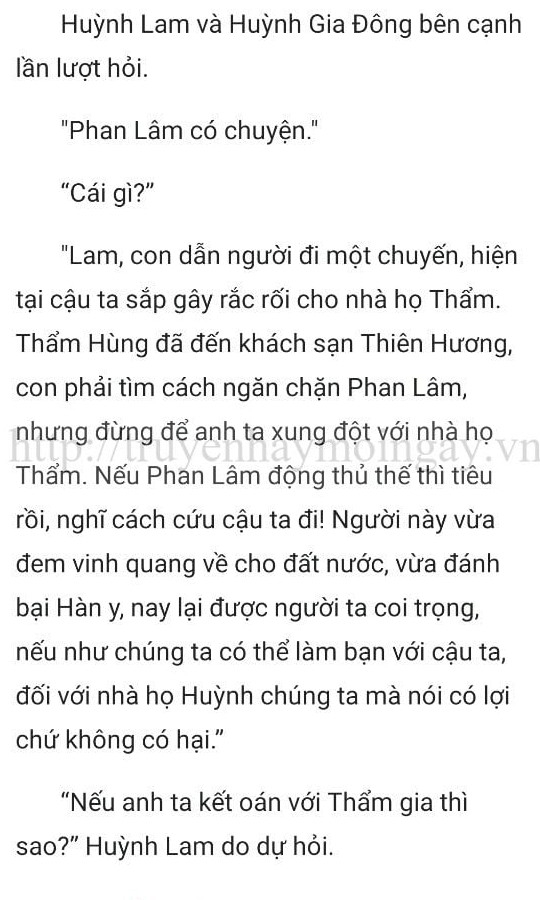 Huỳnh Lam và Huỳnh Gia Đông bên cạnh
lần lượt hỏi.
"Phan Lâm có chuyện."
“Cái gì?”
"Lam, con dẫn người đi một chuyến, hiện
tại cậu ta sắp gây rắc rối cho nhà họ Thẩm.
Thẩm Hùng đã đến khách sạn Thiên Hương,
con phải tìm cách ngăn chặn Phan Lâm,
nhưng đừng để anh ta xung đột với nhà họ
http://truyenhaymoingay.vn
Thẩm. Nếu Phan Lâm động thủ thế thì tiêu
rồi, nghĩ cách cứu cậu ta đi! Người này vừa
đem vinh quang về cho đất nước, vừa đánh
bại Hàn y, nay lại được người ta coi trọng,
nếu như chúng ta có thể làm bạn với cậu ta,
đối với nhà họ Huỳnh chúng ta mà nói có lợi
chứ không có hại.”
“Nếu anh ta kết oán với Thẩm gia thì
sao?” Huỳnh Lam do dự hỏi.